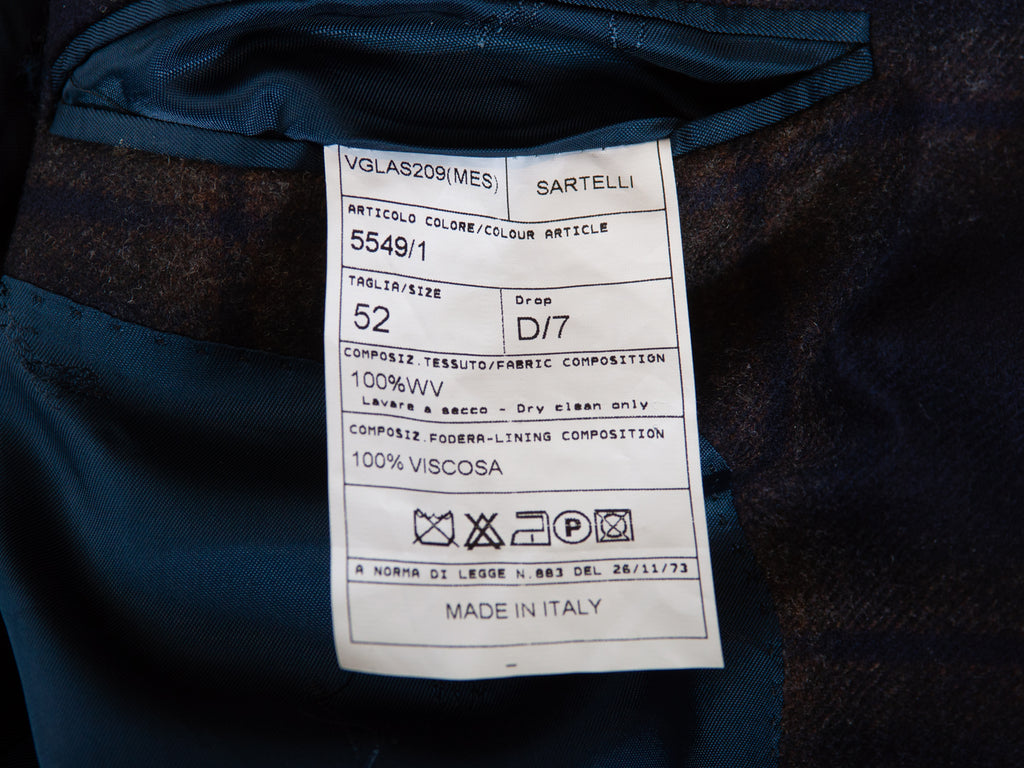 VGLAS209(MES)
SARTELLI
ARTICOLO COLORE/COLOUR ARTICLE
5549/1
TAGLIA/SIZE
52
Drop
D/7
COMPOSIZ.TESSUTO/FABRIC COMPOSITION
100%WV
Lavare a secco - Dry clean only
COMPOSIZ.FODERA-LINING COMPOSITION
100% VISCOSA
P
A NORMA DI LEGGE N.883 DEL 26/11/73
MADE IN ITALY